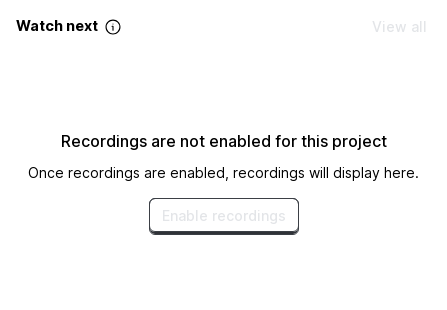 Watch next
View all
Recordings are not enabled for this project
Once recordings are enabled, recordings will display here.
Enable recordings